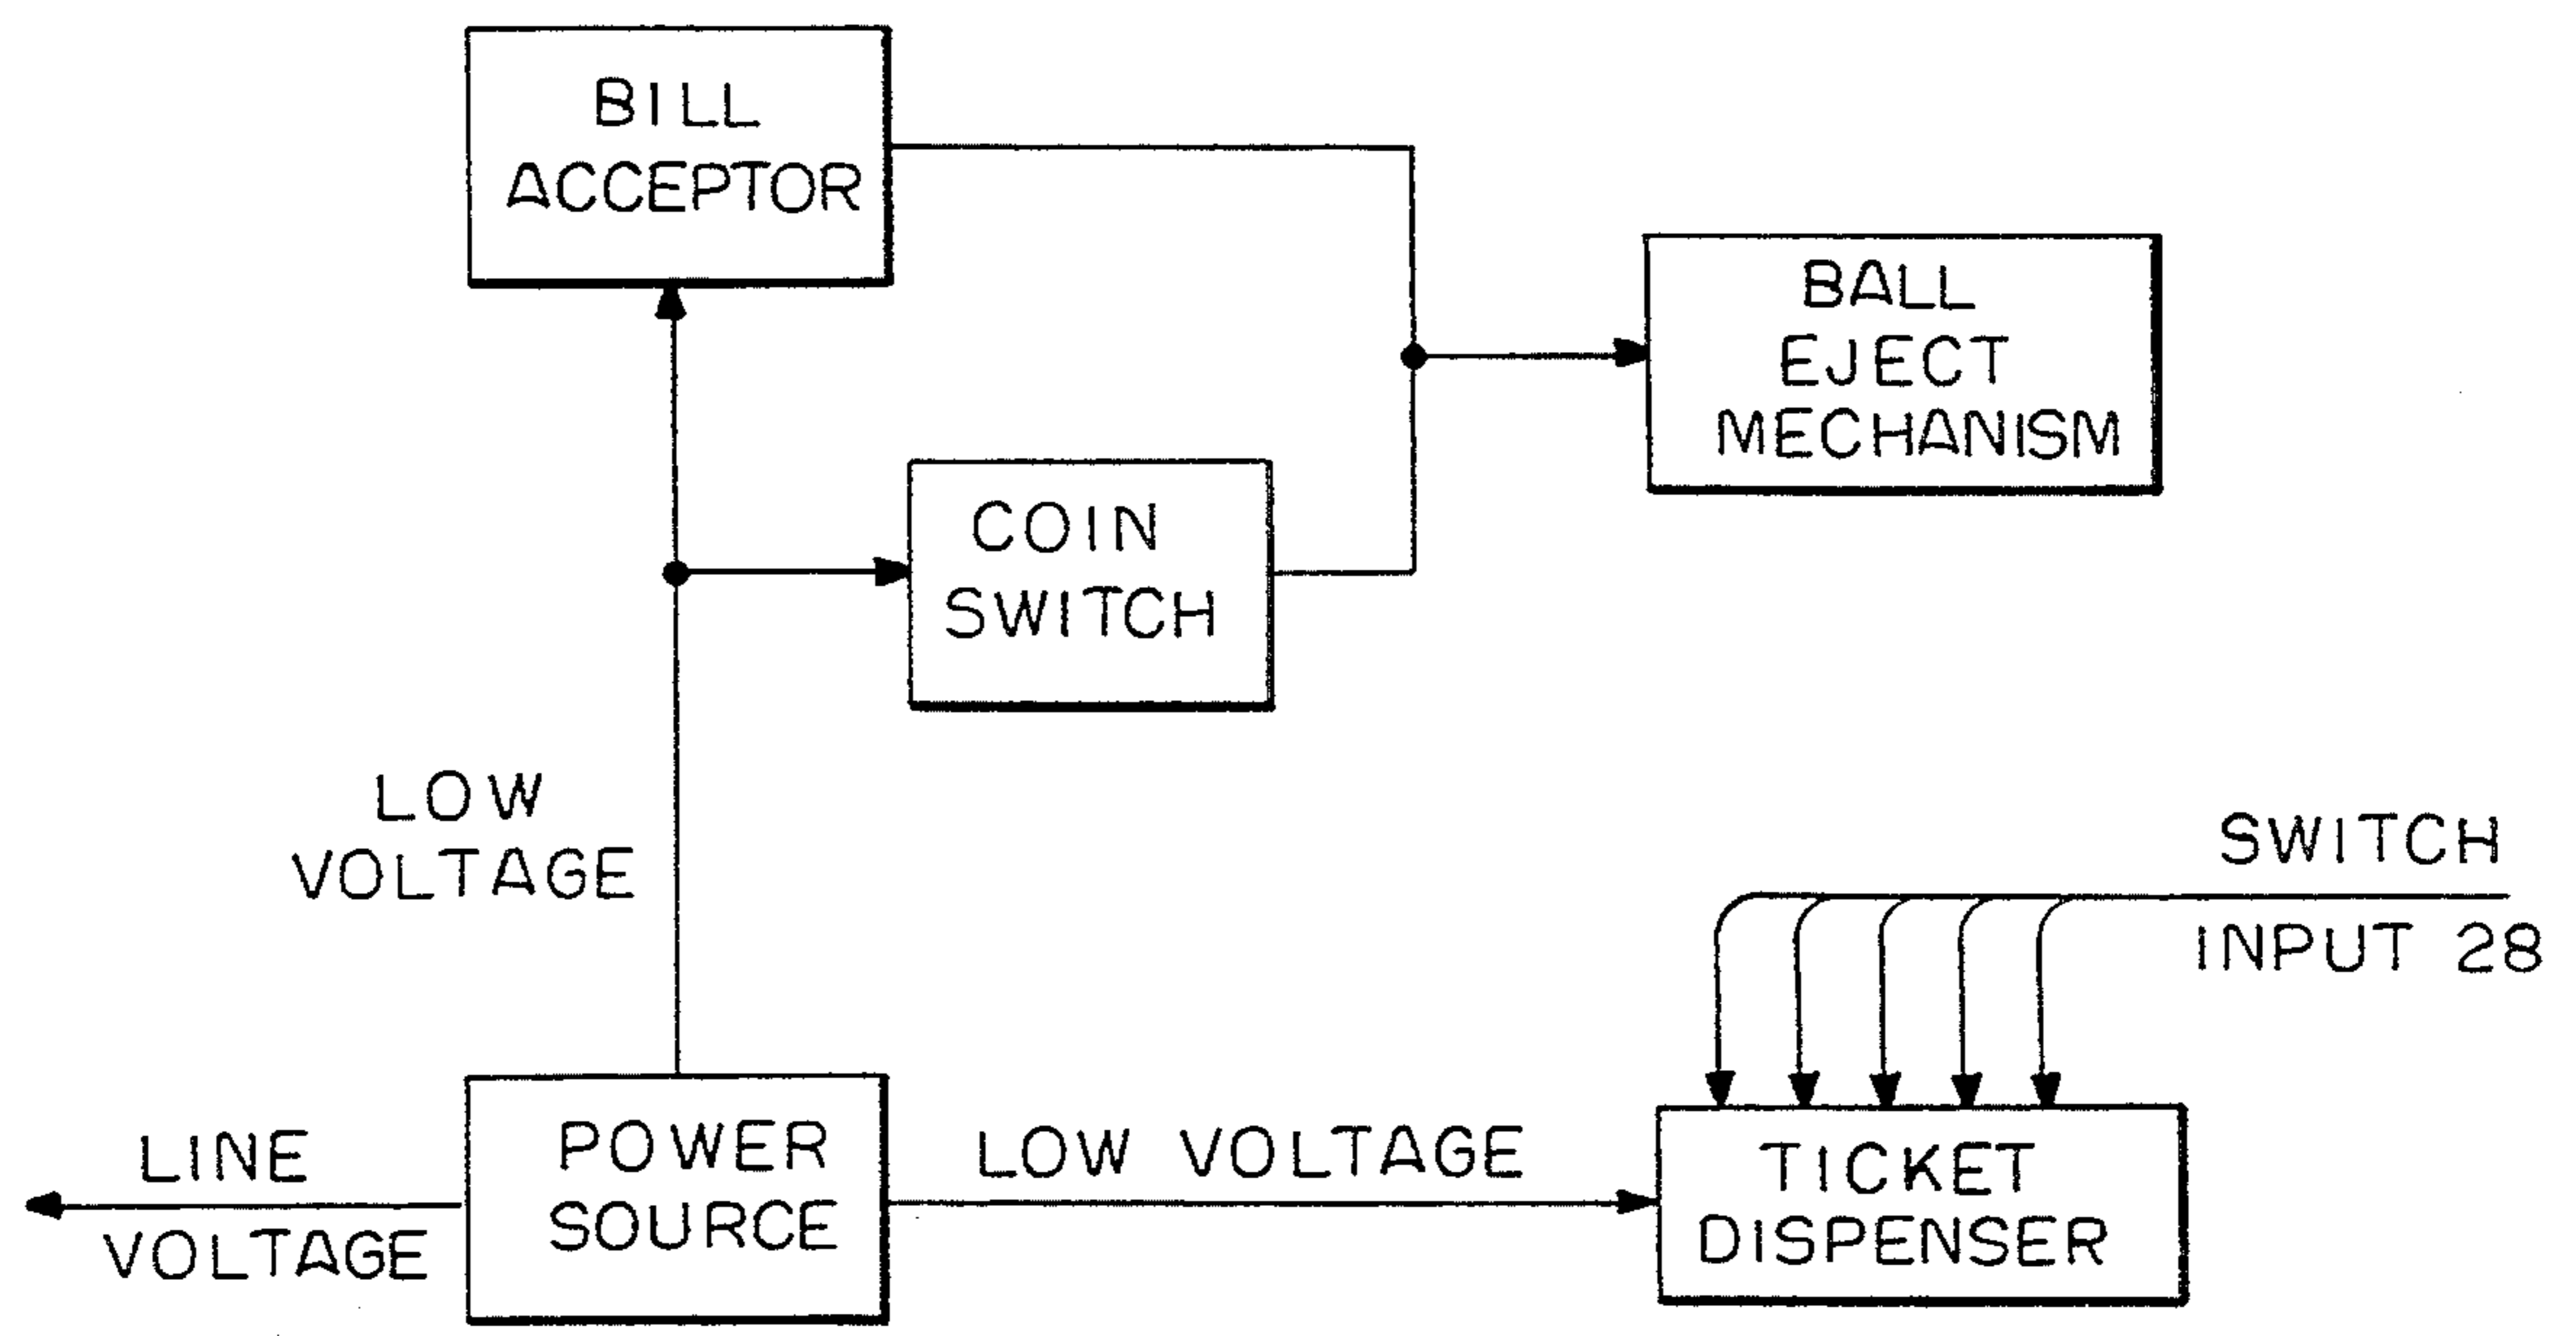 BILL
ACCEPTOR
BALL
EJECT
MECHANISM
COIN
SWITCH
LOW
VOLTAGE
SWITCH
INPUT 28
LINE
VOLTAGE
POWER
SOURCE
LOW VOLTAGE
TICKET
DISPENSER